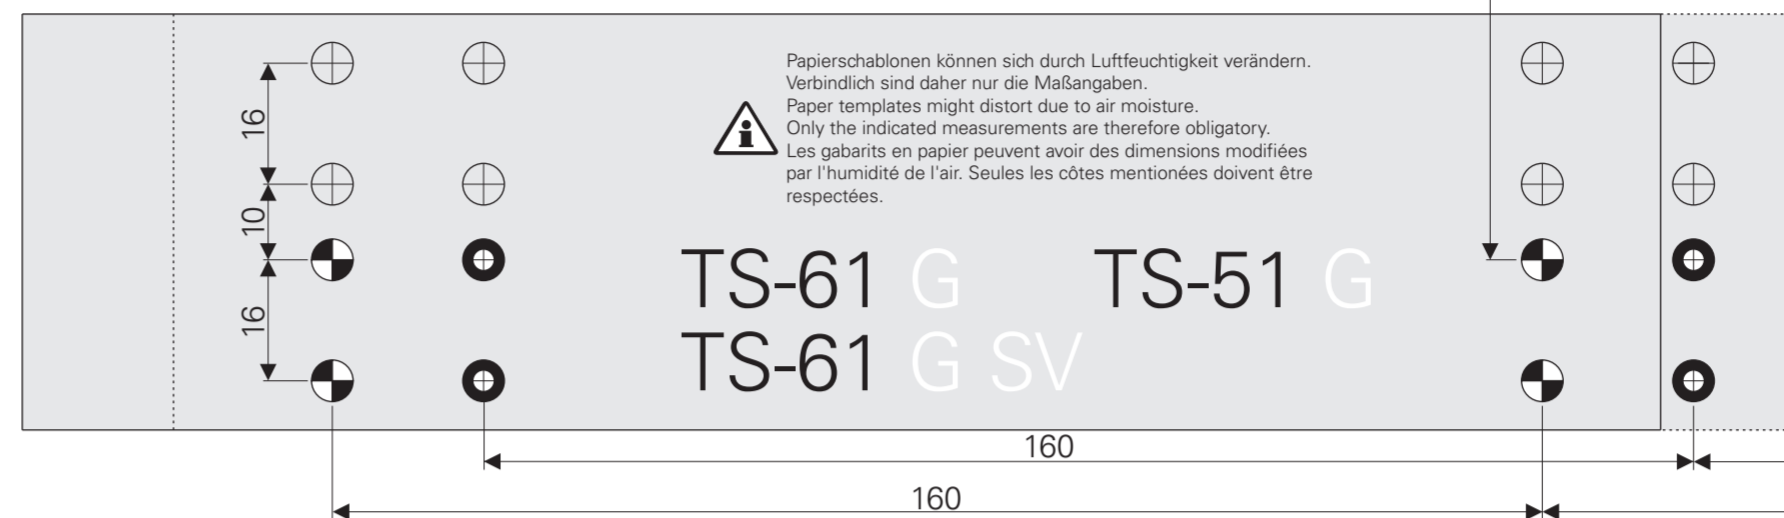 Papierschablonen können sich durch Luftfeuchtigkeit verändern.
Verbindlich sind daher nur die Maßangaben.
Paper templates might distort due to air moisture.
Only the indicated measurements are therefore obligatory.
Les gabarits en papier peuvent avoir des dimensions modifiées
par l'humidité de l'air. Seules les côtes mentionées doivent être
respectées.
16
10
16
TS-61 G TS-51 G
TS-61 G SV
160
160